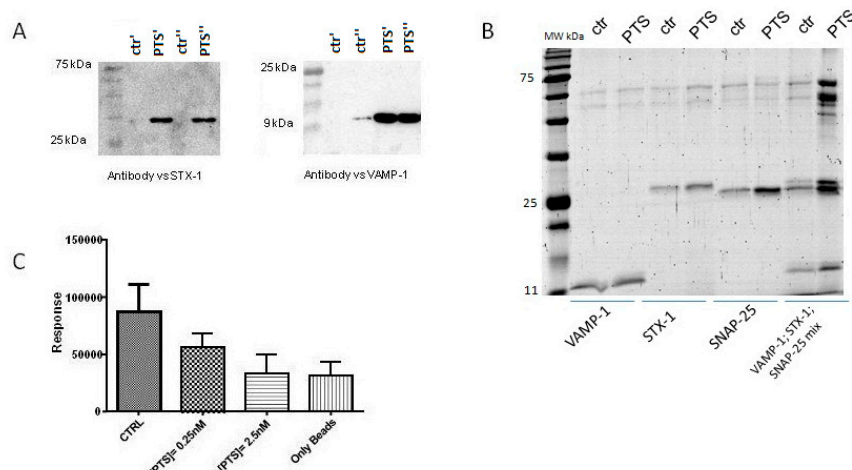 A
ctr' PTS' ctr'' PTS''
75kDa
25kDa
Antibody vs STX-1
ctr' ctr'' PTS' PTS''
25kDa
9kDa
Antibody vs VAMP-1
B
MW kDa ctr PTS ctr PTS ctr PTS ctr PTS
75
25
11
VAMP-1
STX-1
SNAP-25
VAMP-1; STX-1;
SNAP-25 mix
C
Response
150000
100000
50000
0
CTRL
[PTS]= 0.25nM
[PTS]= 2.5nM
Only Beads